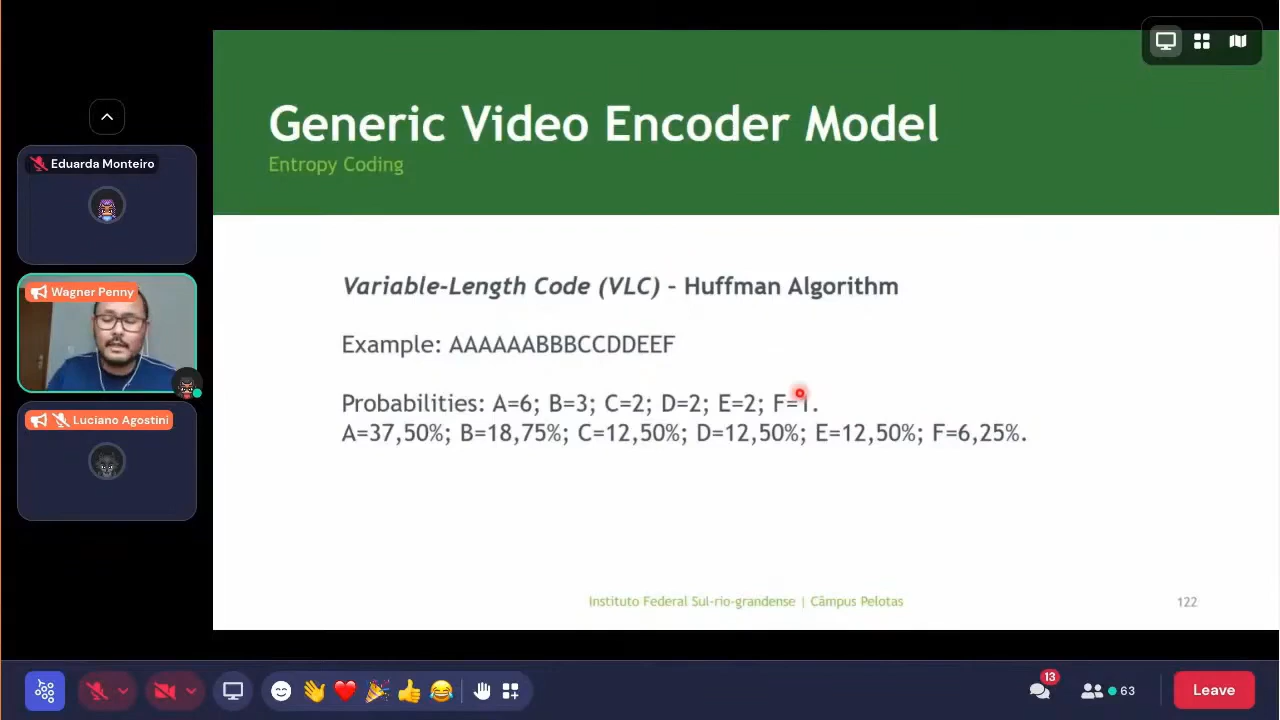 Generic Video Encoder Model
Entropy Coding
Eduarda Monteiro
Wagner Penny
Luciano Agostini
Variable-Length Code (VLC) - Huffman Algorithm
Example: AAAAAABBBCCDDEEF
Probabilities: A=6; B=3; C=2; D=2; E=2; F=1.
A=37,50%; B=18,75%; C=12,50%; D=12,50%; E=12,50%; F=6,25%.
Instituto Federal Sul-rio-grandense | Câmpus Pelotas
122
13
63
Leave